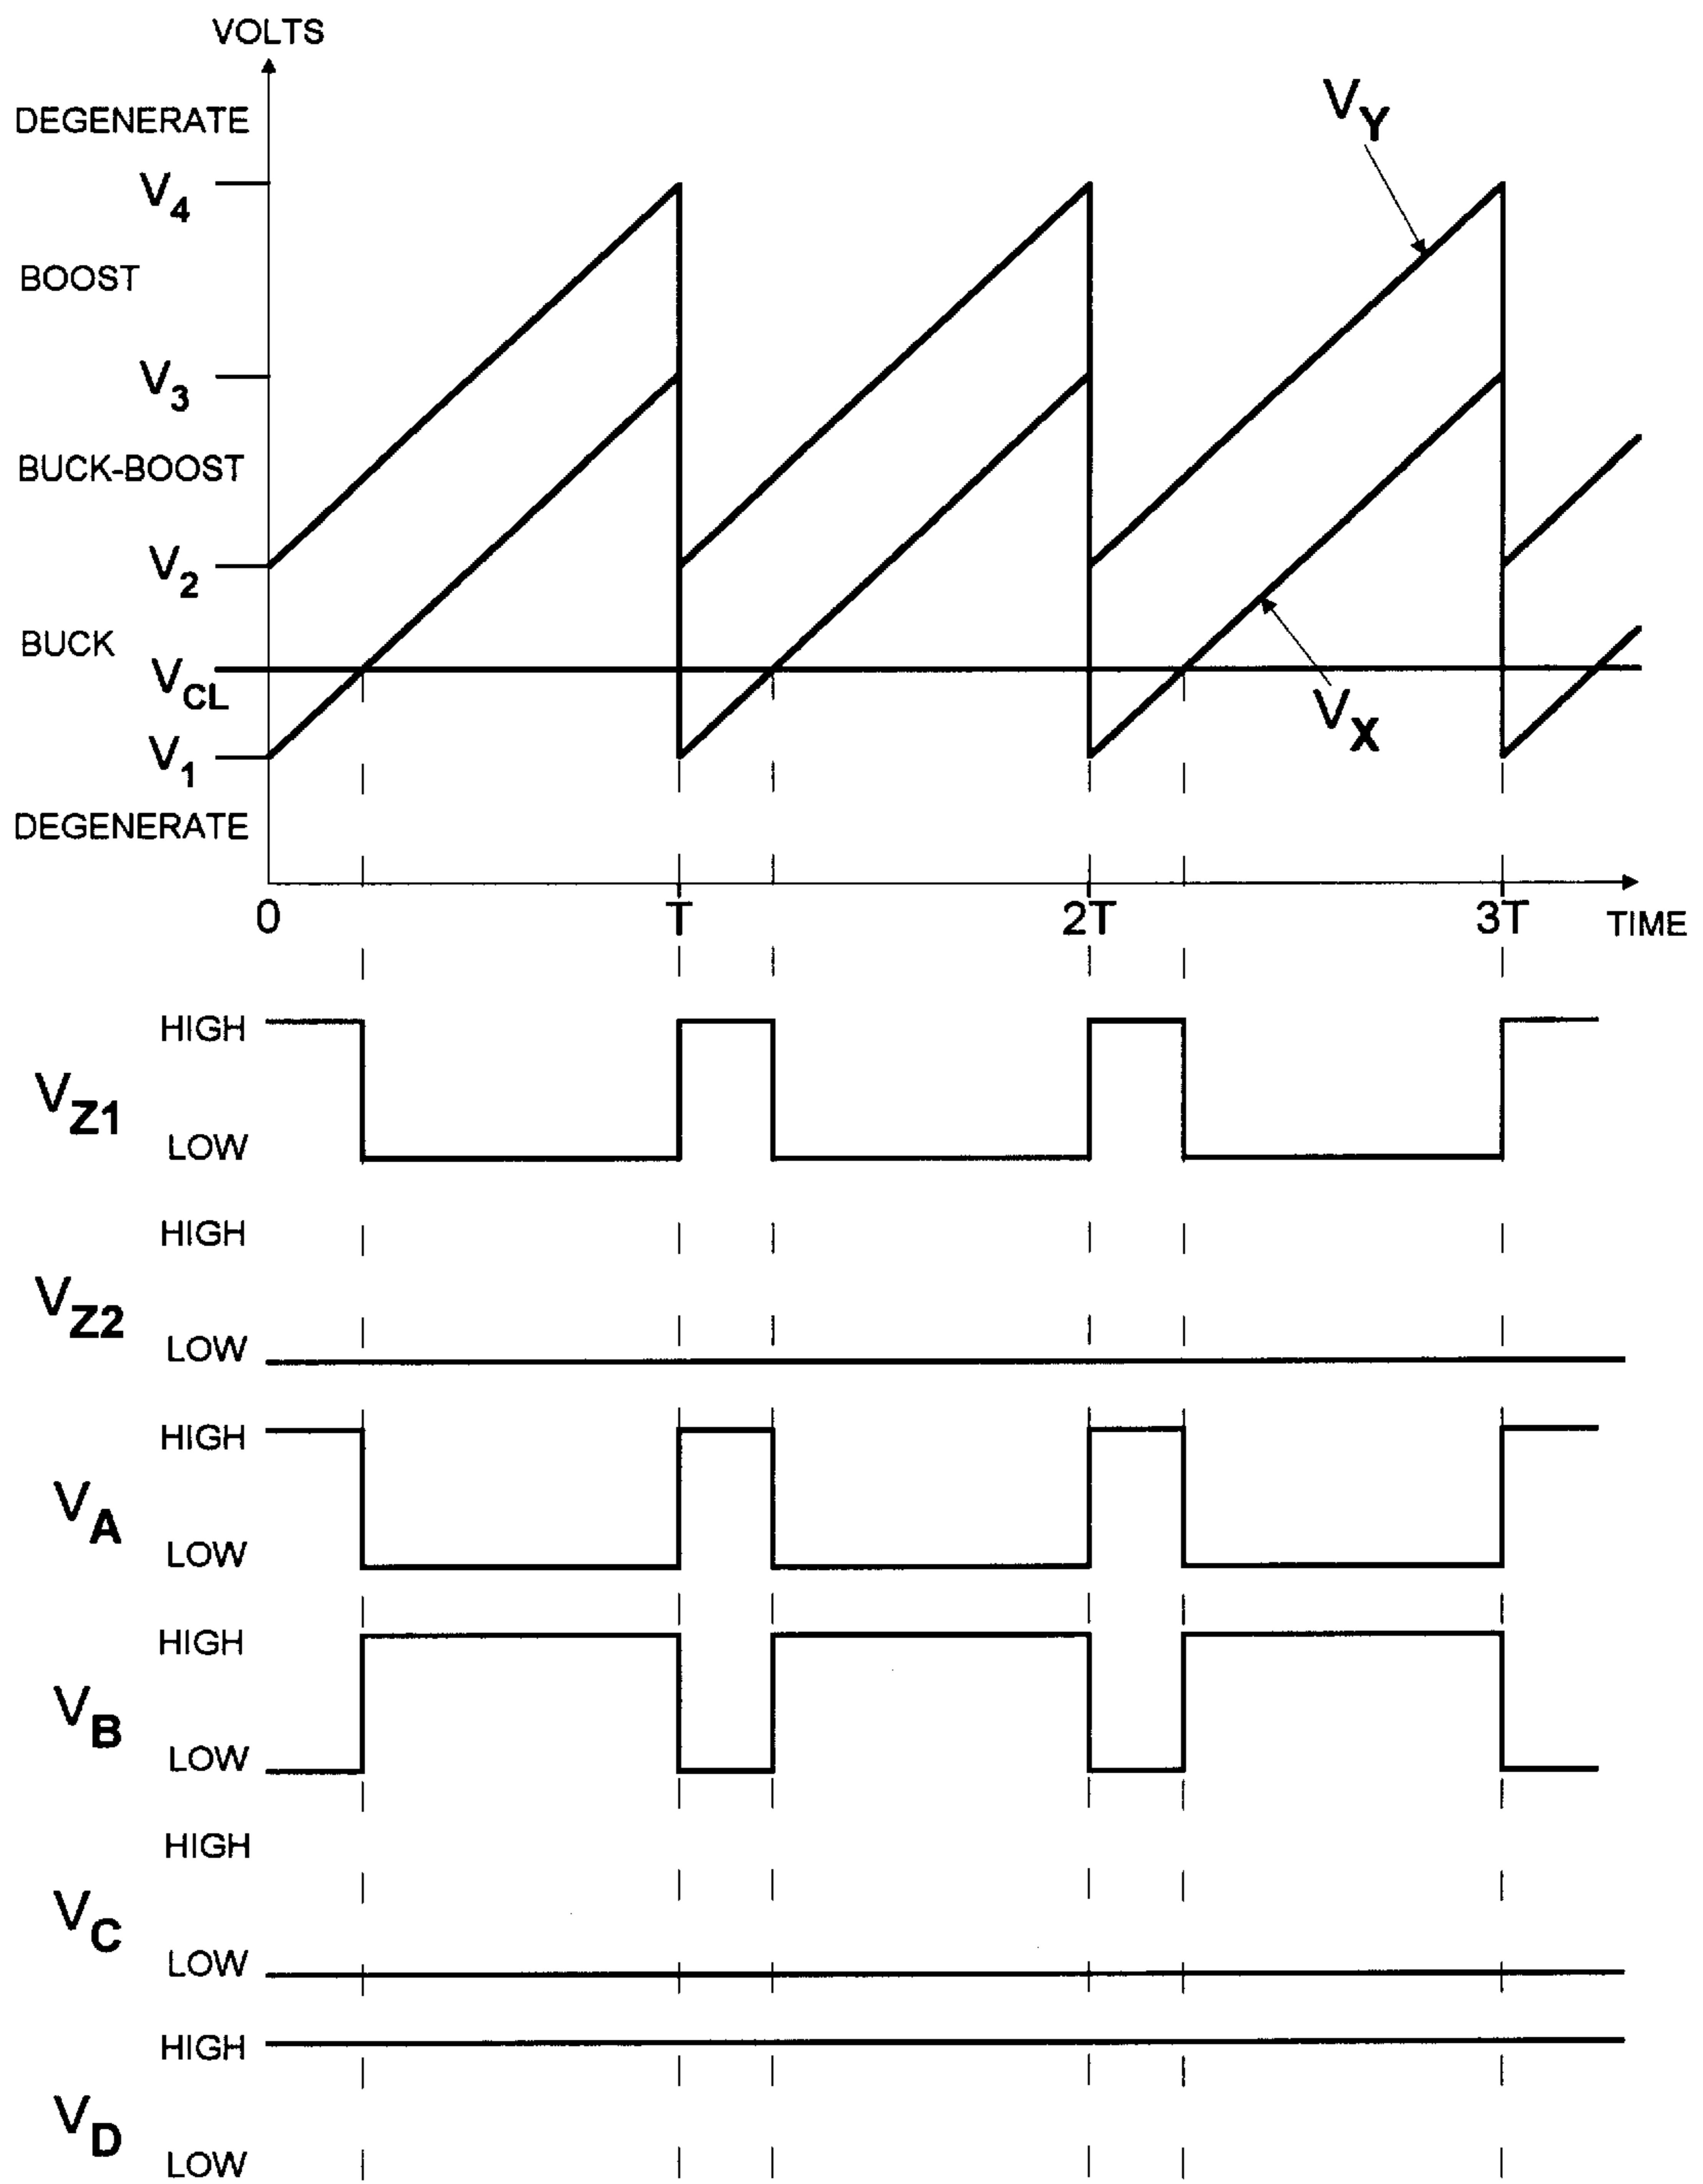 VOLTS
DEGENERATE
V4
BOOST
V3
BUCK-BOOST
V2
BUCK
VCL
V1
DEGENERATE
VY
VX
0 T 2T 3T TIME
HIGH
VZ1
LOW
HIGH
VZ2
LOW
HIGH
VA
LOW
HIGH
VB
LOW
HIGH
VC
LOW
HIGH
VD
LOW